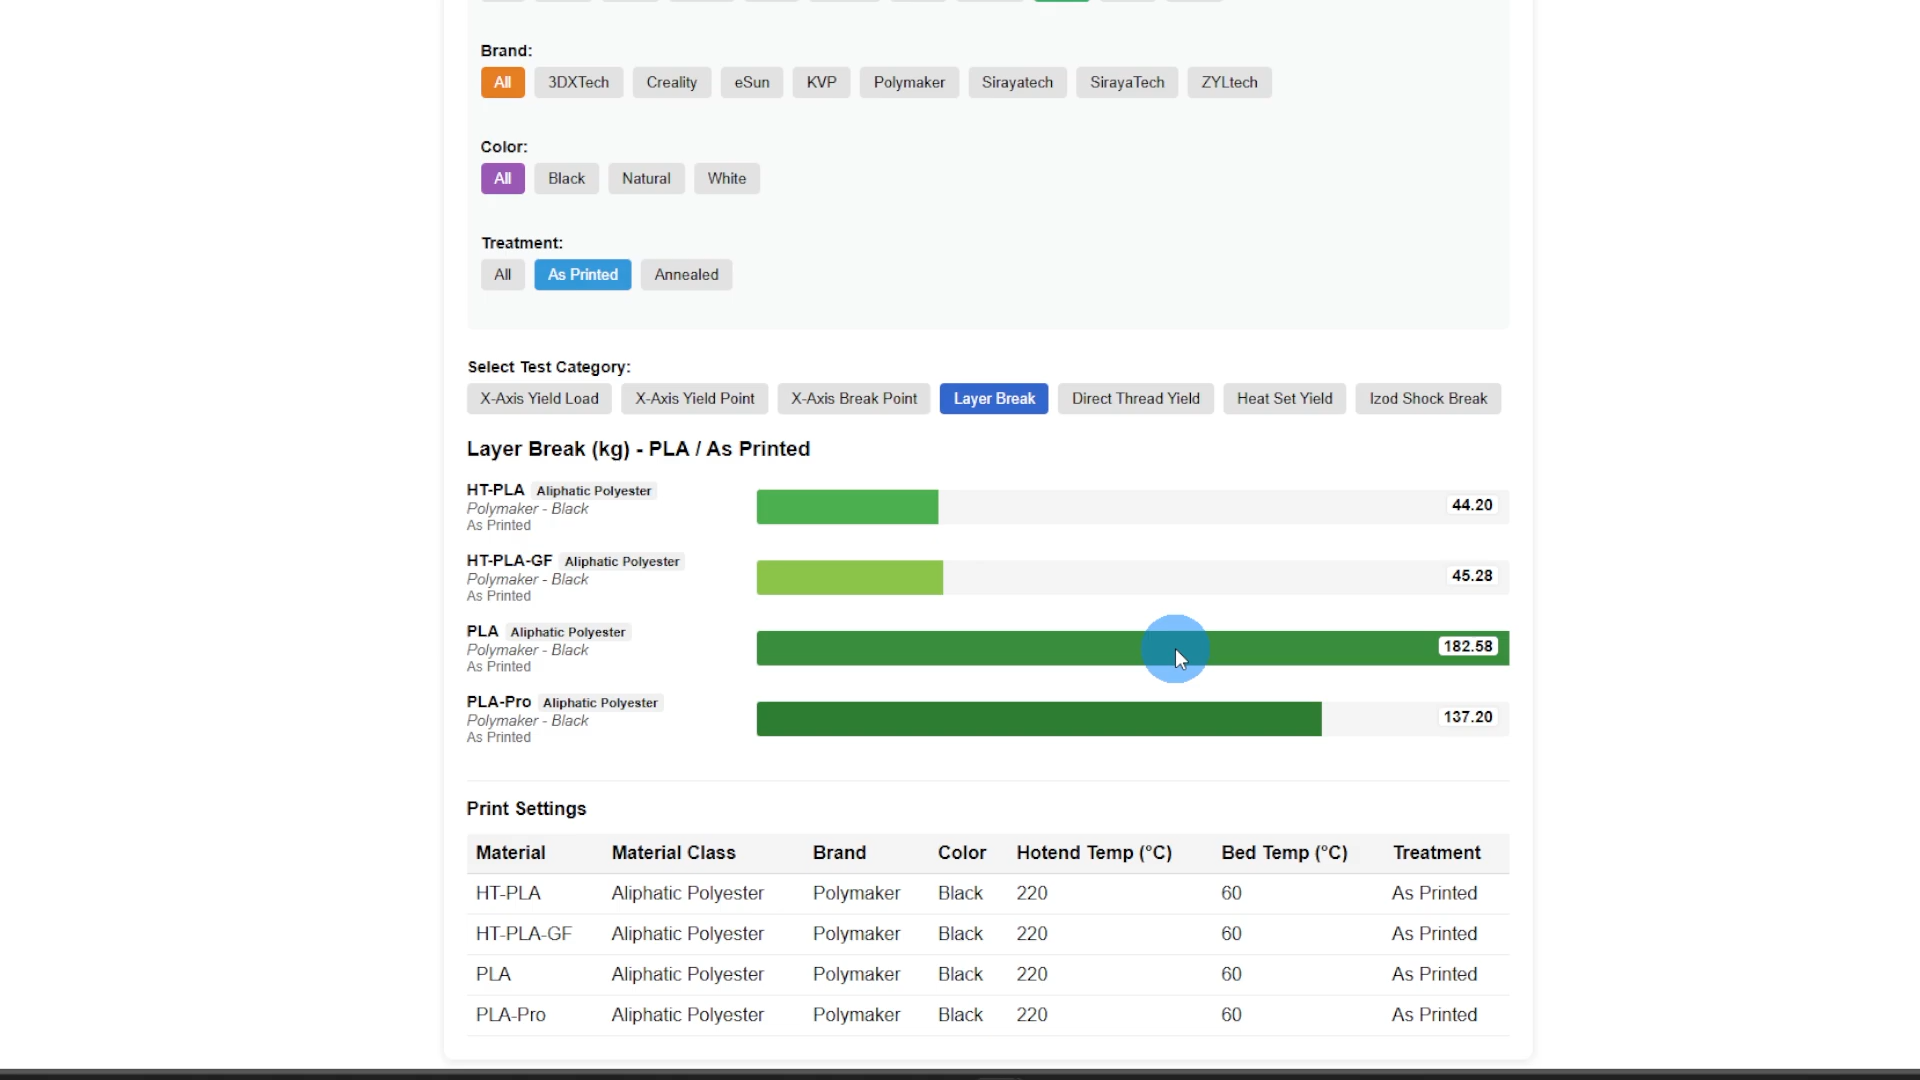 Brand:
All 3DXTech Creality eSun KVP Polymaker Sirayatech SirayaTech ZYLtech
Color:
All Black Natural White
Treatment:
All As Printed Annealed
Select Test Category:
X-Axis Yield Load X-Axis Yield Point X-Axis Break Point Layer Break Direct Thread Yield Heat Set Yield Izod Shock Break
Layer Break (kg) - PLA / As Printed
HT-PLA Aliphatic Polyester
Polymaker - Black
As Printed
44.20
HT-PLA-GF Aliphatic Polyester
Polymaker - Black
As Printed
45.28
PLA Aliphatic Polyester
Polymaker - Black
As Printed
182.58
PLA-Pro Aliphatic Polyester
Polymaker - Black
As Printed
137.20
Print Settings
Material Material Class Brand Color Hotend Temp (°C) Bed Temp (°C) Treatment
HT-PLA Aliphatic Polyester Polymaker Black 220 60 As Printed
HT-PLA-GF Aliphatic Polyester Polymaker Black 220 60 As Printed
PLA Aliphatic Polyester Polymaker Black 220 60 As Printed
PLA-Pro Aliphatic Polyester Polymaker Black 220 60 As Printed